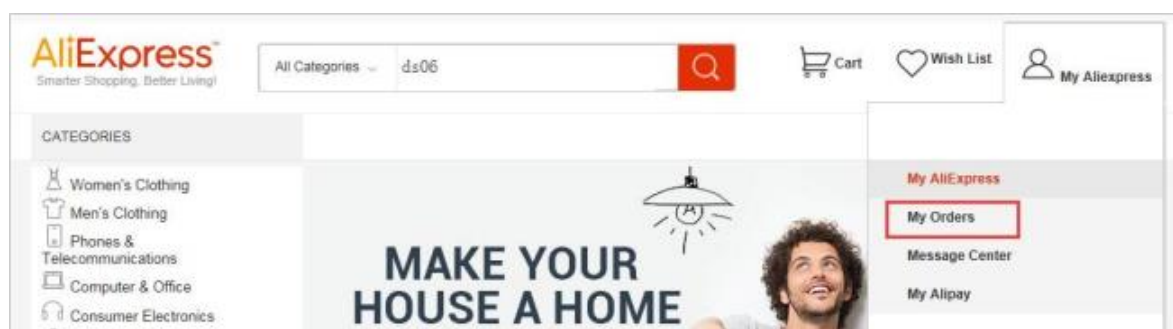 AliExpress™
Smarter Shopping, Better Living!
All Categories
ds06
Cart
Wish List
My Aliexpress
CATEGORIES
Women's Clothing
Men's Clothing
Phones &
Telecommunications
Computer & Office
Consumer Electronics
MAKE YOUR
HOUSE A HOME
My AliExpress
My Orders
Message Center
My Alipay